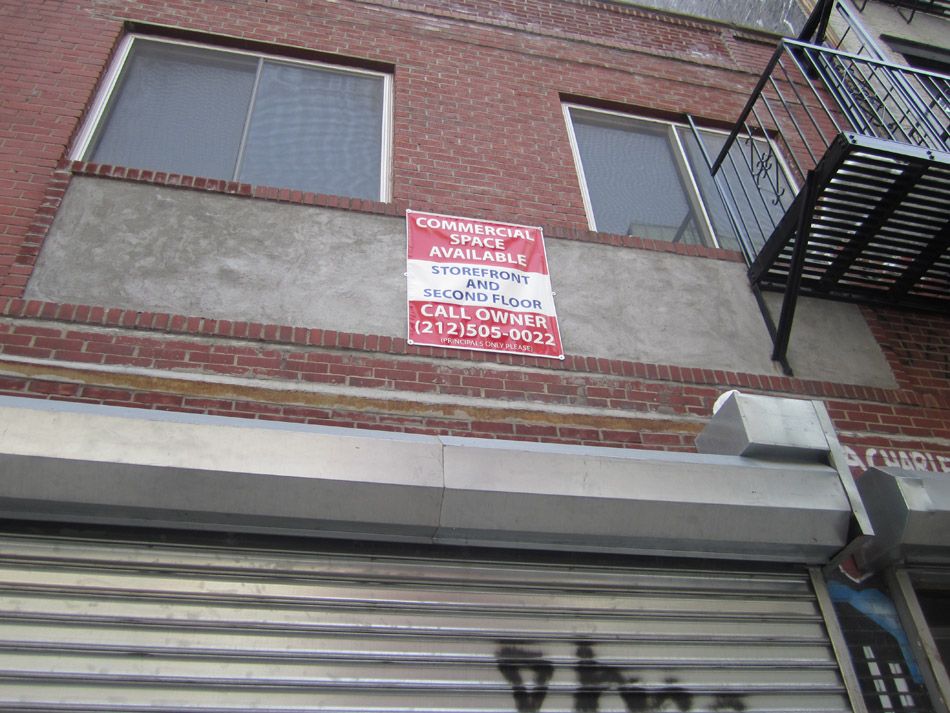 COMMERCIAL
SPACE
AVAILABLE
STOREFRONT
AND
SECOND FLOOR
CALL OWNER
(212)505-0022
(PRINCIPALS ONLY PLEASE)